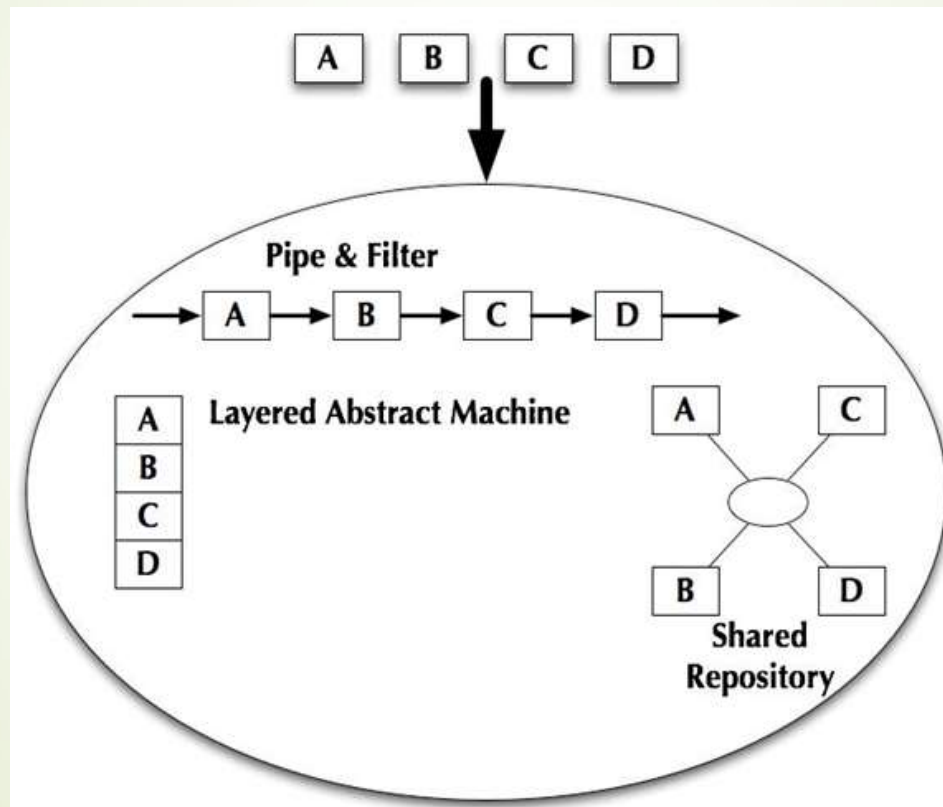 A B C D
Pipe & Filter
A B C D
Layered Abstract Machine
A
B
C
D
A C
B D
Shared
Repository